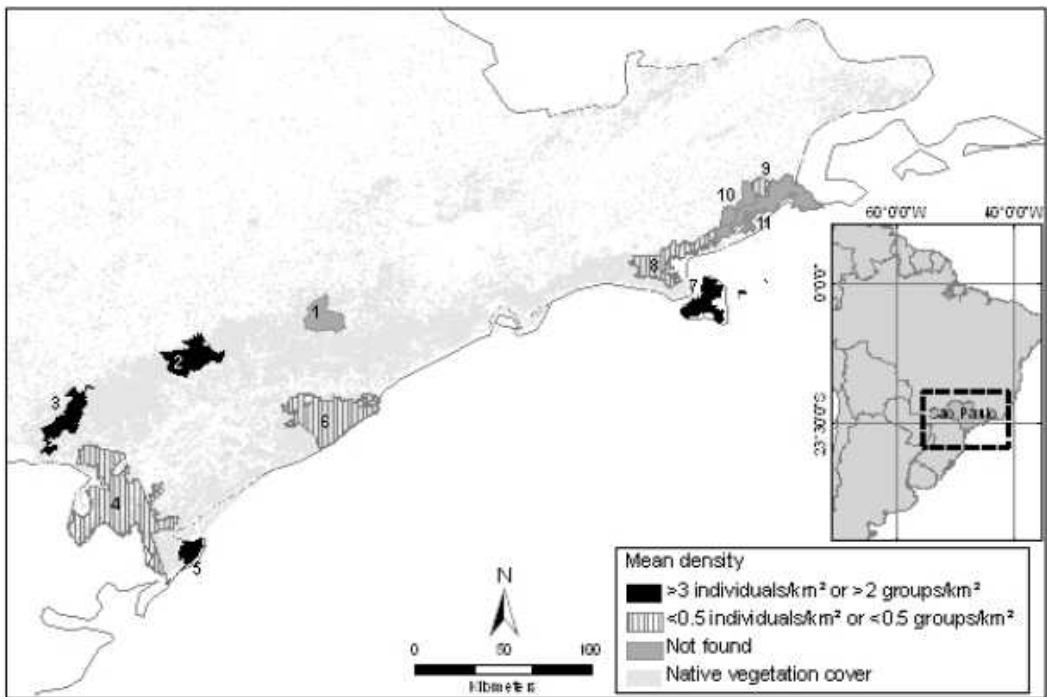 9
10
11
60°0'0"W 40°0'0"W
8
7
0°0'0"
1
2
3
6
São Paulo
23°30'0"S
4
5
N
0 50 100
Kilometers
Mean density
>3 individuals/km² or >2 groups/km²
<0.5 individuals/km² or <0.5 groups/km²
Not found
Native vegetation cover